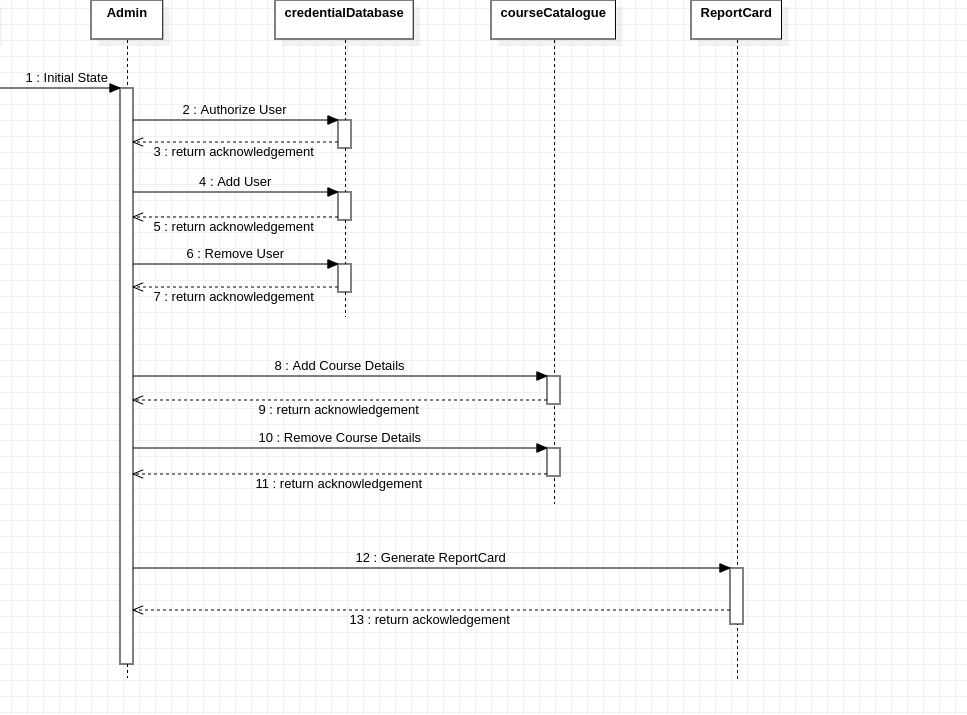 Admin
credentialDatabase
courseCatalogue
ReportCard
1 : Initial State
2 : Authorize User
3 : return acknowledgement
4 : Add User
5 : return acknowledgement
6 : Remove User
7 : return acknowledgement
8 : Add Course Details
9 : return acknowledgement
10 : Remove Course Details
11 : return acknowledgement
12 : Generate ReportCard
13 : return ackowledgement